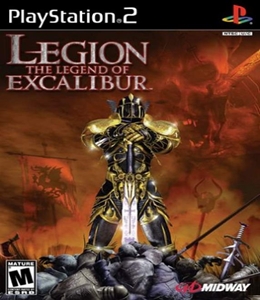 PlayStation 2
LEGION
THE LEGEND OF
EXCALIBUR
MATURE
M
ESRB
MIDWAY